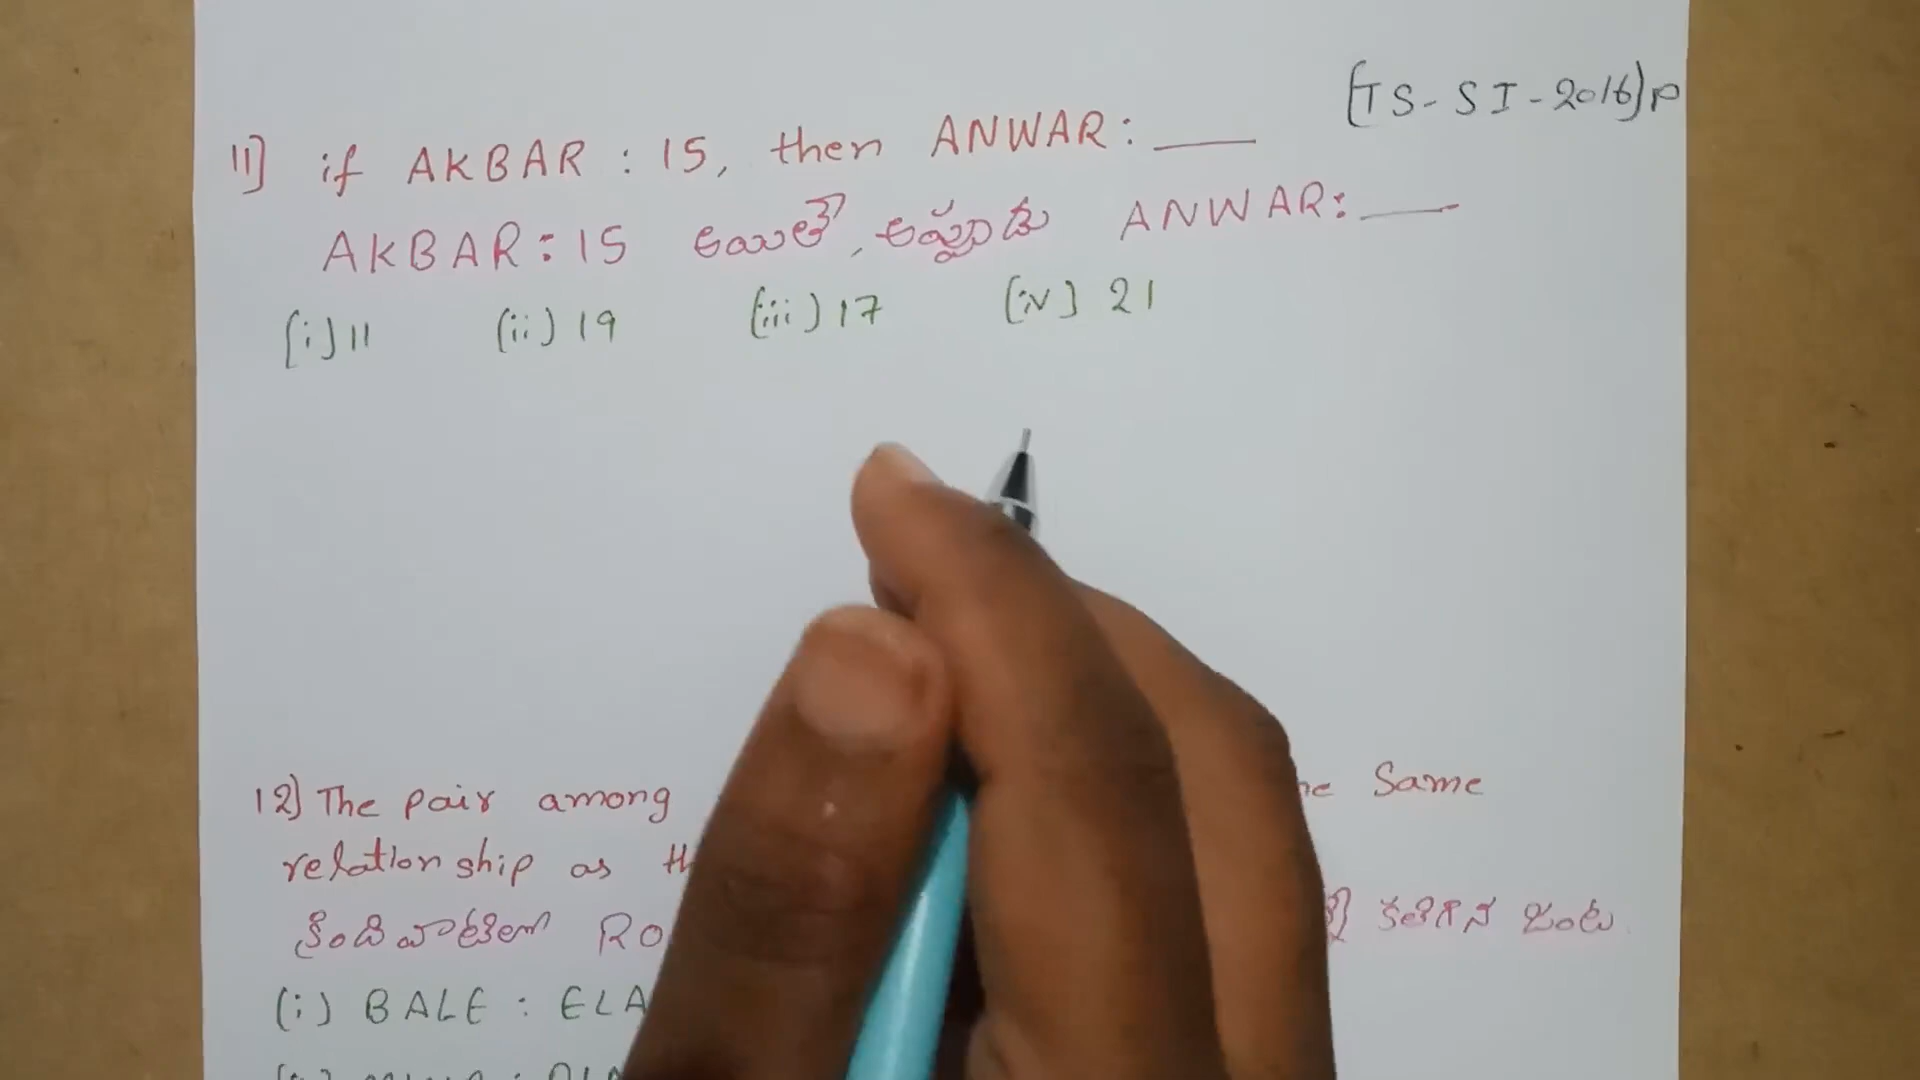 (TS-SI-2016)P
11] if AKBAR : 15, then ANWAR: ___
AKBAR: 15 అయితే, అప్పుడు ANWAR: ___
(i) 11 (ii) 19 (iii) 17 (iv) 21
12) The pair among Same
relationship as
క్రింది వాటిలో RO కలిగిన జంట
(i) BALE : ELA